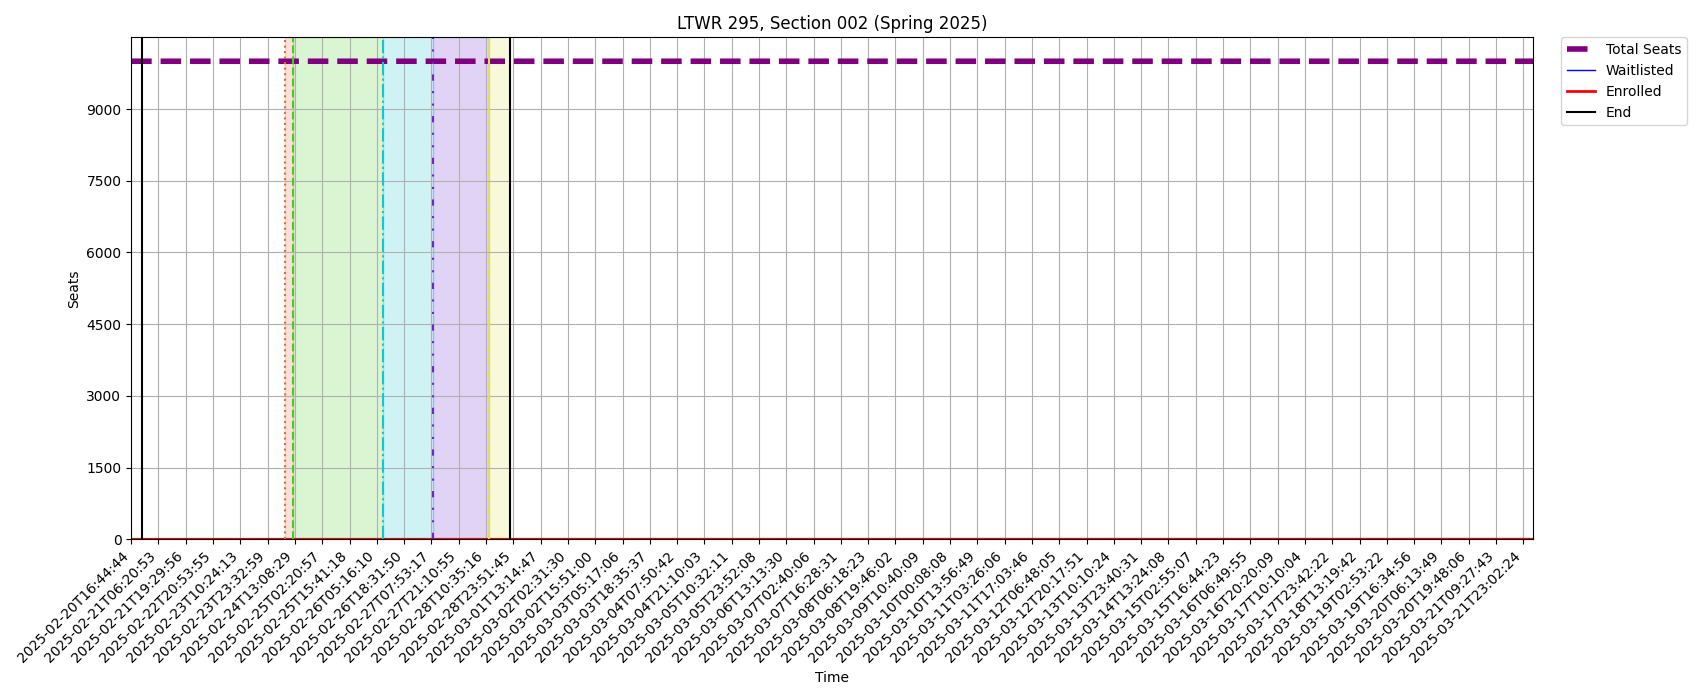 LTWR 295, Section 002 (Spring 2025)
Total Seats
Waitlisted
Enrolled
End
Seats
9000
7500
6000
4500
3000
1500
0
2025-02-20T16:44:44
2025-02-21T06:20:53
2025-02-21T19:29:56
2025-02-22T20:53:55
2025-02-23T10:24:13
2025-02-23T23:32:59
2025-02-24T13:08:29
2025-02-25T02:20:57
2025-02-25T15:41:18
2025-02-26T05:16:10
2025-02-26T18:31:50
2025-02-27T07:53:17
2025-02-27T21:10:55
2025-02-28T10:35:16
2025-02-28T23:51:45
2025-03-01T13:14:47
2025-03-02T02:31:30
2025-03-02T15:51:00
2025-03-03T05:17:06
2025-03-03T18:35:37
2025-03-04T07:50:42
2025-03-04T21:10:03
2025-03-05T10:32:11
2025-03-05T23:52:08
2025-03-06T13:13:30
2025-03-07T02:40:06
2025-03-07T16:28:31
2025-03-08T06:18:23
2025-03-08T19:46:02
2025-03-09T10:40:09
2025-03-10T00:08:08
2025-03-10T13:56:49
2025-03-11T03:26:06
2025-03-11T17:03:46
2025-03-12T06:48:05
2025-03-12T20:17:51
2025-03-13T10:10:24
2025-03-13T23:40:31
2025-03-14T13:24:08
2025-03-15T02:55:07
2025-03-15T16:44:23
2025-03-16T06:49:55
2025-03-16T20:20:09
2025-03-17T10:10:04
2025-03-17T23:42:22
2025-03-18T13:19:42
2025-03-19T02:53:22
2025-03-19T16:34:56
2025-03-20T06:13:49
2025-03-20T19:48:06
2025-03-21T09:27:43
2025-03-21T23:02:24
Time